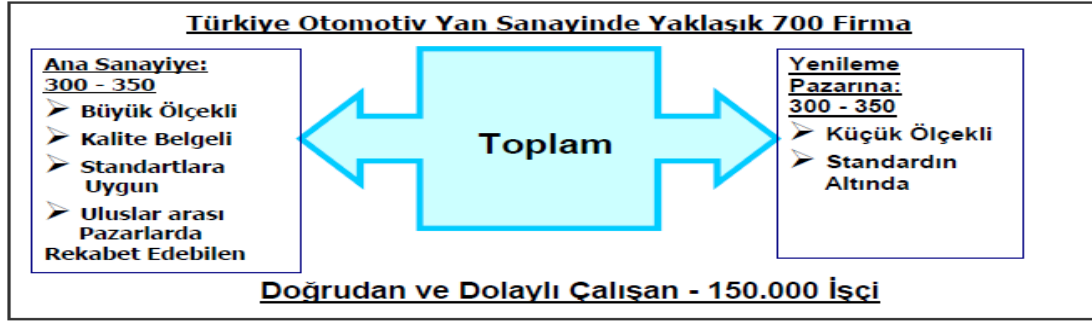 Türkiye Otomotiv Yan Sanayinde Yaklaşık 700 Firma
Ana Sanayiye:
300 - 350
➢ Büyük Ölçekli
➢ Kalite Belgeli
➢ Standartlara
Uygun
➢ Uluslar arası
Pazarlarda
Rekabet Edebilen
Toplam
Yenileme
Pazarına:
300 - 350
➢ Küçük Ölçekli
➢ Standardın
Altında
Doğrudan ve Dolaylı Çalışan - 150.000 İşçi